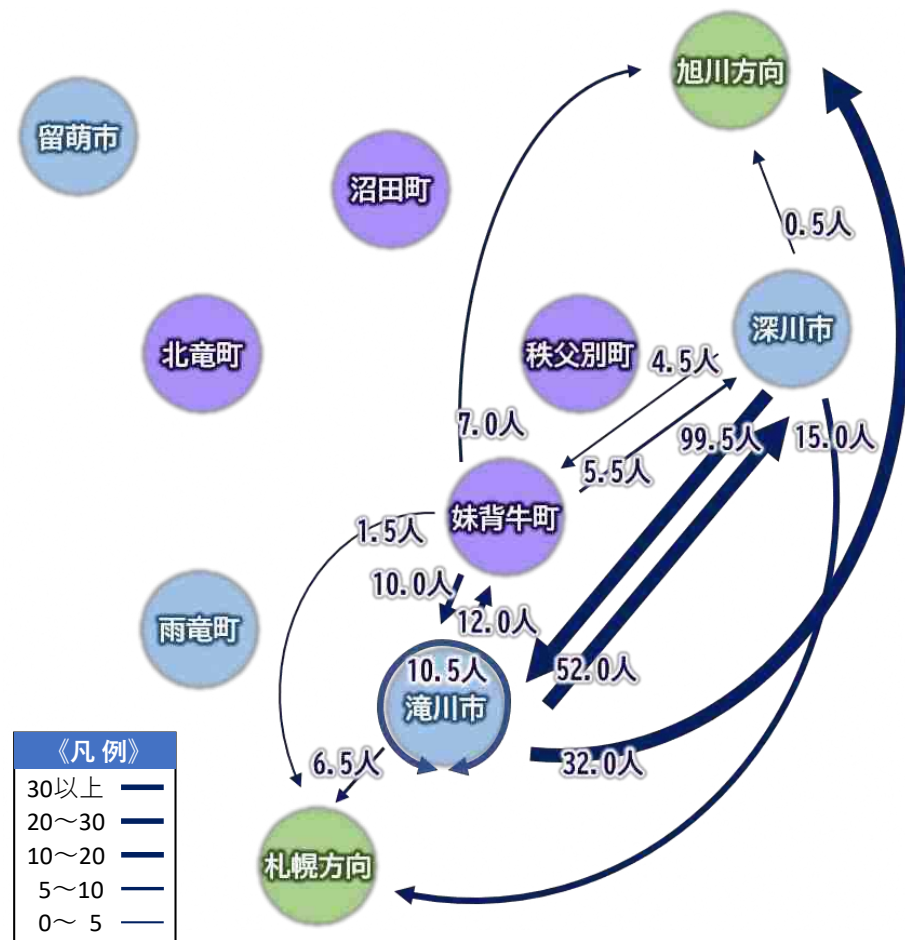 旭川方向
留萌市
沼田町
0.5人
深川市
北竜町
秩父別町
4.5人
7.0人
99.5人
15.0人
5.5人
妹背牛町
1.5人
10.0人
12.0人
雨竜町
10.5人
52.0人
滝川市
6.5人
32.0人
札幌方向
《凡 例》
30以上
20～30
10～20
5～10
0～ 5